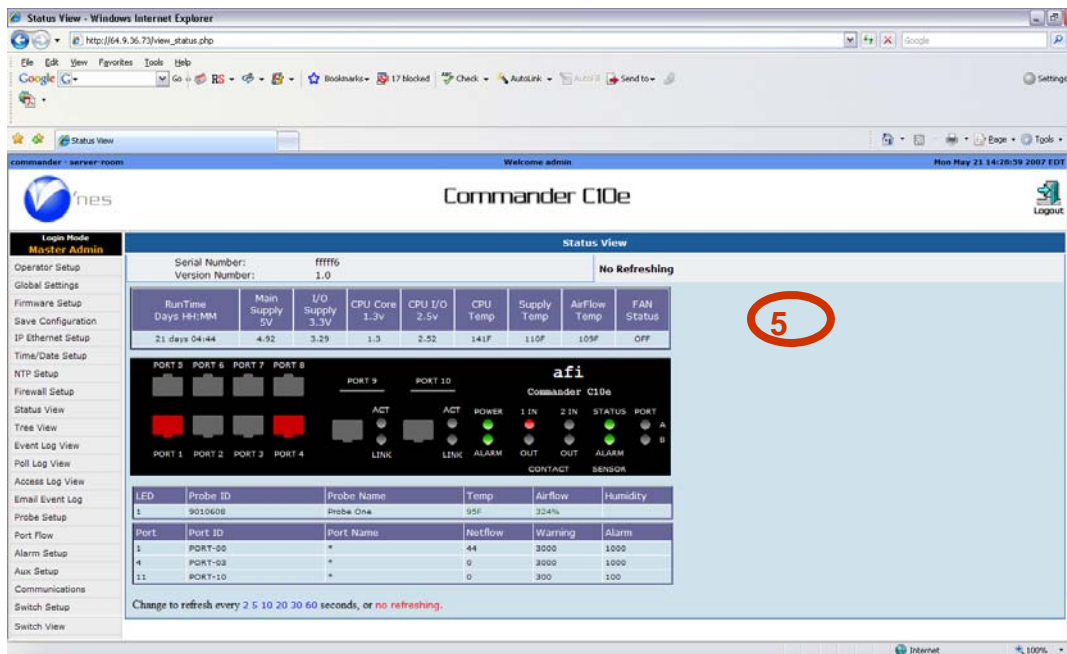 Status View - Windows Internet Explorer
http://64.9.36.73/view_status.php
Google
File Edit View Favorites Tools Help
Google G Go RS Bookmarks 17 blocked Check AutoLink AutoFill Send to Settings
Status View
Page Tools
commander - server-room Welcome admin Mon May 21 14:28:59 2007 EDT
V'nes
Commander C10e
Logout
Login Mode
Master Admin
Status View
Operator Setup
Global Settings
Firmware Setup
Save Configuration
IP Ethernet Setup
Time/Date Setup
NTP Setup
Firewall Setup
Status View
Tree View
Event Log View
Poll Log View
Access Log View
Email Event Log
Probe Setup
Port Flow
Alarm Setup
Aux Setup
Communications
Switch Setup
Switch View
Serial Number: fffff6
Version Number: 1.0
No Refreshing
RunTime Days HH:MM Main Supply 5V I/O Supply 3.3V CPU Core 1.3v CPU I/O 2.5v CPU Temp Supply Temp AirFlow Temp FAN Status
21 days 04:44 4.92 3.29 1.3 2.52 141F 110F 109F OFF
5
PORT 5 PORT 6 PORT 7 PORT 8
PORT 9 PORT 10
afi
Commander C10e
ACT ACT POWER 1 IN 2 IN STATUS PORT
A
B
PORT 1 PORT 2 PORT 3 PORT 4 LINK LINK ALARM OUT OUT ALARM
CONTACT SENSOR
LED Probe ID Probe Name Temp Airflow Humidity
1 9010608 Probe One 95F 324%
Port Port ID Port Name Netflow Warning Alarm
1 PORT-00 * 44 3000 1000
4 PORT-03 * 0 3000 1000
11 PORT-10 * 0 300 100
Change to refresh every 2 5 10 20 30 60 seconds, or no refreshing.
Internet 100%